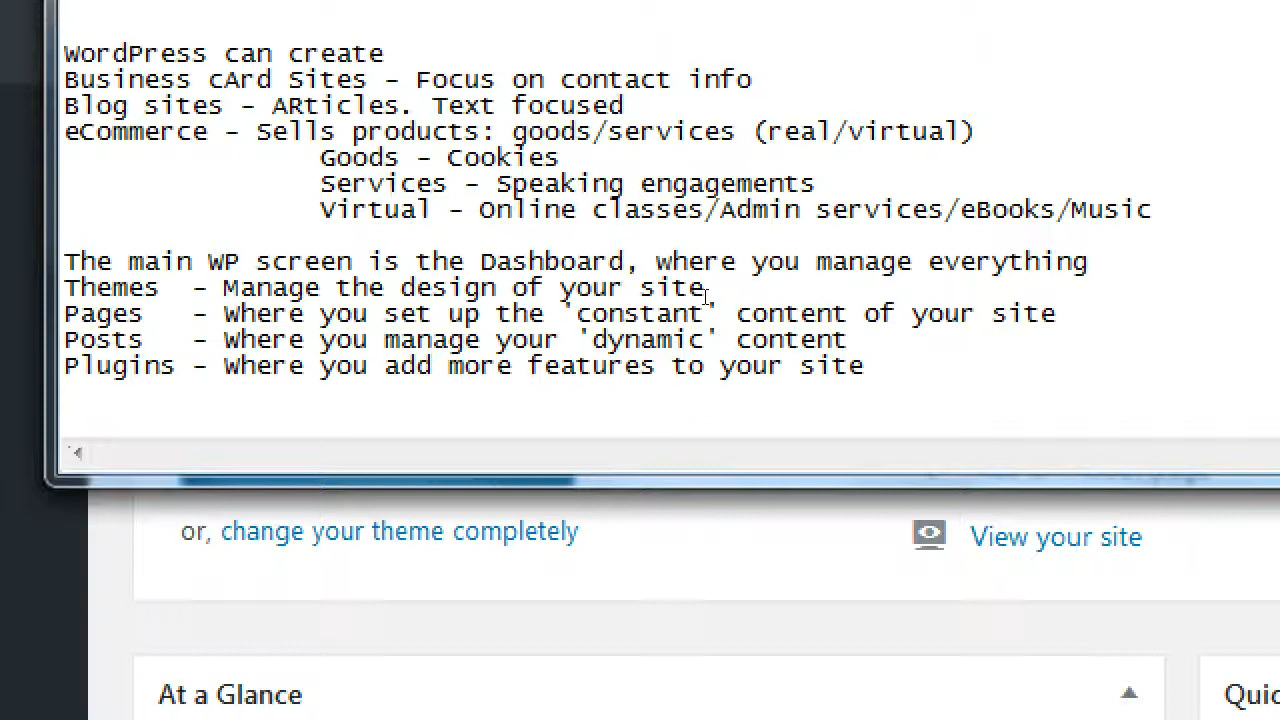 WordPress can create
Business cArd Sites - Focus on contact info
Blog sites - ARticles. Text focused
eCommerce - Sells products: goods/services (real/virtual)
Goods - Cookies
Services - Speaking engagements
Virtual - Online classes/Admin services/eBooks/Music
The main WP screen is the Dashboard, where you manage everything
Themes - Manage the design of your site
Pages - Where you set up the 'constant' content of your site
Posts - Where you manage your 'dynamic' content
Plugins - Where you add more features to your site
or, change your theme completely
View your site
At a Glance